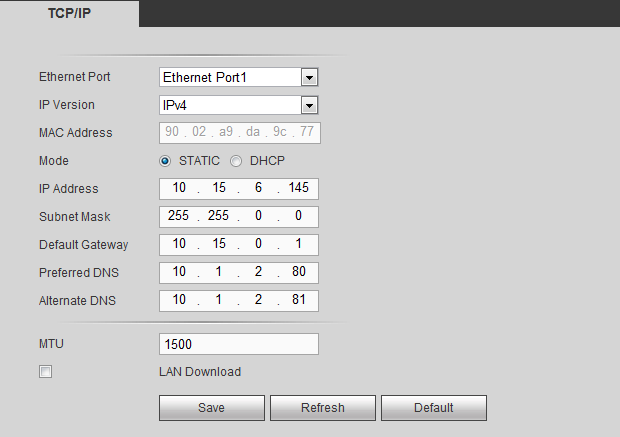 TCP/IP
Ethernet Port Ethernet Port1
IP Version IPv4
MAC Address 90 . 02 . a9 . da . 9c . 77
Mode STATIC DHCP
IP Address 10 . 15 . 6 . 145
Subnet Mask 255 . 255 . 0 . 0
Default Gateway 10 . 15 . 0 . 1
Preferred DNS 10 . 1 . 2 . 80
Alternate DNS 10 . 1 . 2 . 81
MTU 1500
LAN Download
Save Refresh Default